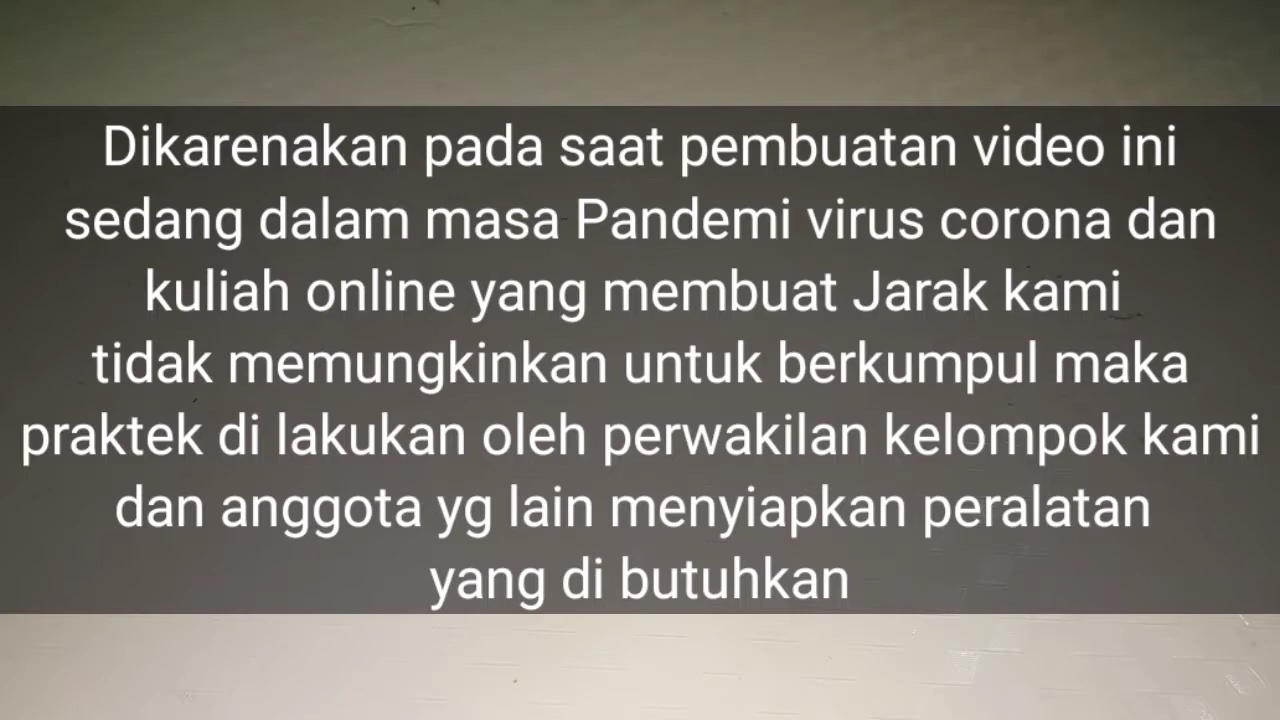 Dikarenakan pada saat pembuatan video ini
sedang dalam masa Pandemi virus corona dan
kuliah online yang membuat Jarak kami
tidak memungkinkan untuk berkumpul maka
praktek di lakukan oleh perwakilan kelompok kami
dan anggota yg lain menyiapkan peralatan
yang di butuhkan